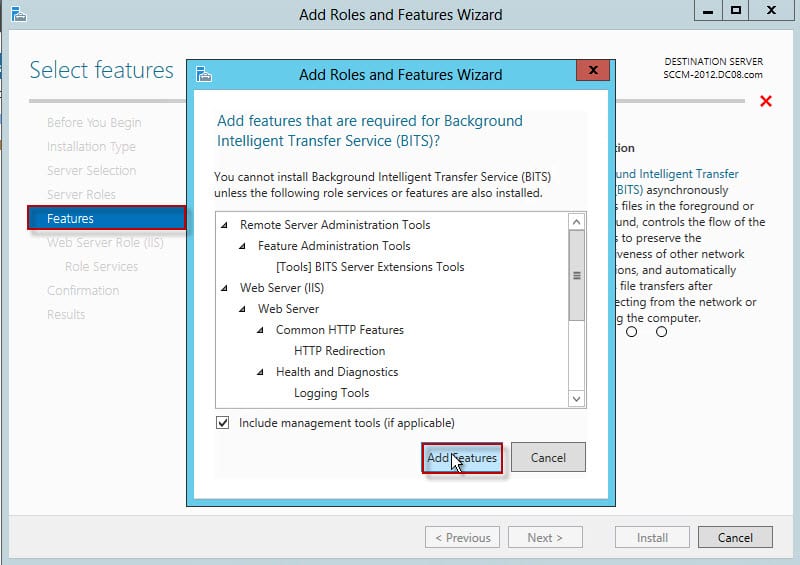 Add Roles and Features Wizard
Select features
DESTINATION SERVER
SCCM-2012.DC08.com
Before You Begin
Installation Type
Server Selection
Server Roles
Features
Web Server Role (IIS)
Role Services
Confirmation
Results
Add Roles and Features Wizard
Add features that are required for Background
Intelligent Transfer Service (BITS)?
You cannot install Background Intelligent Transfer Service (BITS)
unless the following role services or features are also installed.
Remote Server Administration Tools
Feature Administration Tools
[Tools] BITS Server Extensions Tools
Web Server (IIS)
Web Server
Common HTTP Features
HTTP Redirection
Health and Diagnostics
Logging Tools
Include management tools (if applicable)
Add Features
Cancel
Intelligent Transfer
(BITS) asynchronously
files in the foreground or
controls the flow of the
to preserve the
of other network
and automatically
file transfers after
from the network or
the computer.
< Previous
Next >
Install
Cancel